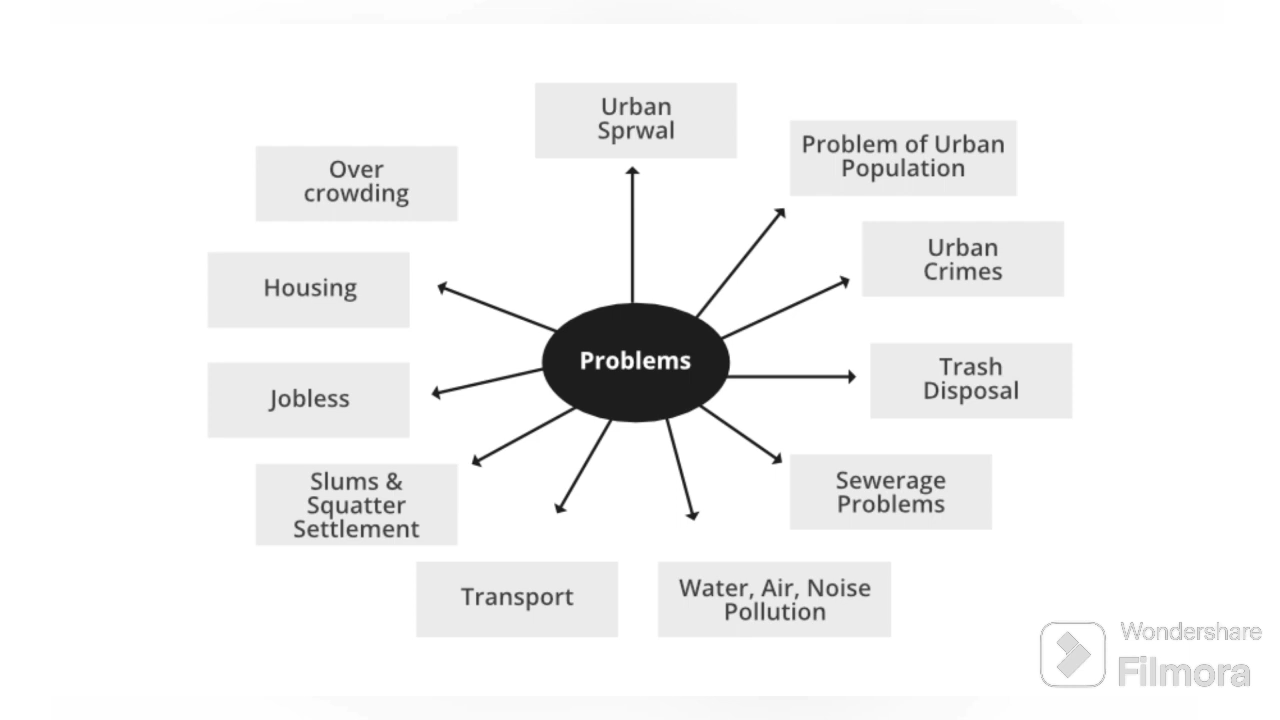 Urban
Sprwal
Problem of Urban
Population
Over
crowding
Urban
Crimes
Housing
Problems
Trash
Disposal
Jobless
Sewerage
Problems
Slums &
Squatter
Settlement
Transport
Water, Air, Noise
Pollution
Wondershare
Filmora